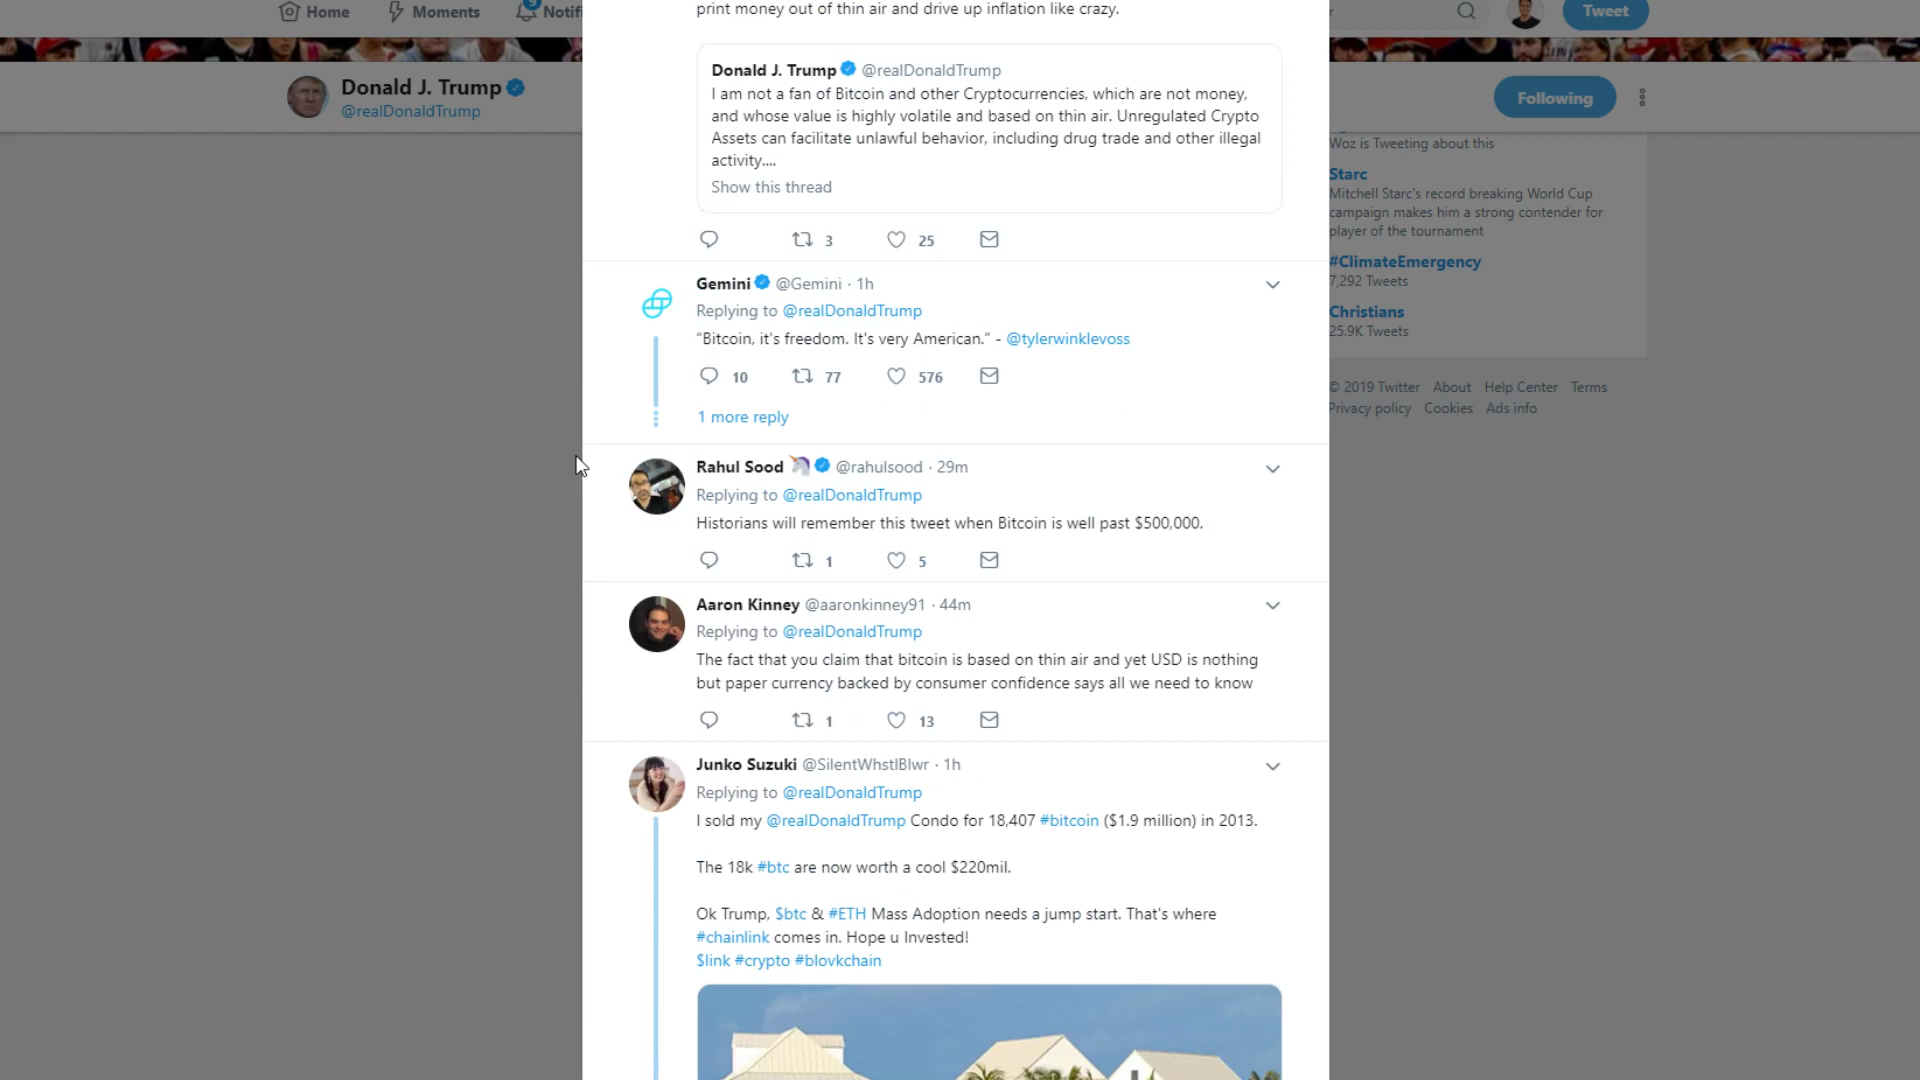 Home
Moments
9
Notifi
r
Tweet
Donald J. Trump
@realDonaldTrump
Following
print money out of thin air and drive up inflation like crazy.
Donald J. Trump @realDonaldTrump
I am not a fan of Bitcoin and other Cryptocurrencies, which are not money,
and whose value is highly volatile and based on thin air. Unregulated Crypto
Assets can facilitate unlawful behavior, including drug trade and other illegal
activity....
Show this thread
3 25
Gemini @Gemini · 1h
Replying to @realDonaldTrump
“Bitcoin, it's freedom. It's very American.” - @tylerwinklevoss
10 77 576
1 more reply
Rahul Sood @rahulsood · 29m
Replying to @realDonaldTrump
Historians will remember this tweet when Bitcoin is well past $500,000.
1 5
Aaron Kinney @aaronkinney91 · 44m
Replying to @realDonaldTrump
The fact that you claim that bitcoin is based on thin air and yet USD is nothing
but paper currency backed by consumer confidence says all we need to know
1 13
Junko Suzuki @SilentWhstlBlwr · 1h
Replying to @realDonaldTrump
I sold my @realDonaldTrump Condo for 18,407 #bitcoin ($1.9 million) in 2013.
The 18k #btc are now worth a cool $220mil.
Ok Trump, $btc & #ETH Mass Adoption needs a jump start. That's where
#chainlink comes in. Hope u Invested!
$link #crypto #blovkchain
Woz is Tweeting about this
Starc
Mitchell Starc's record breaking World Cup
campaign makes him a strong contender for
player of the tournament
#ClimateEmergency
7,292 Tweets
Christians
25.9K Tweets
© 2019 Twitter About Help Center Terms
Privacy policy Cookies Ads info